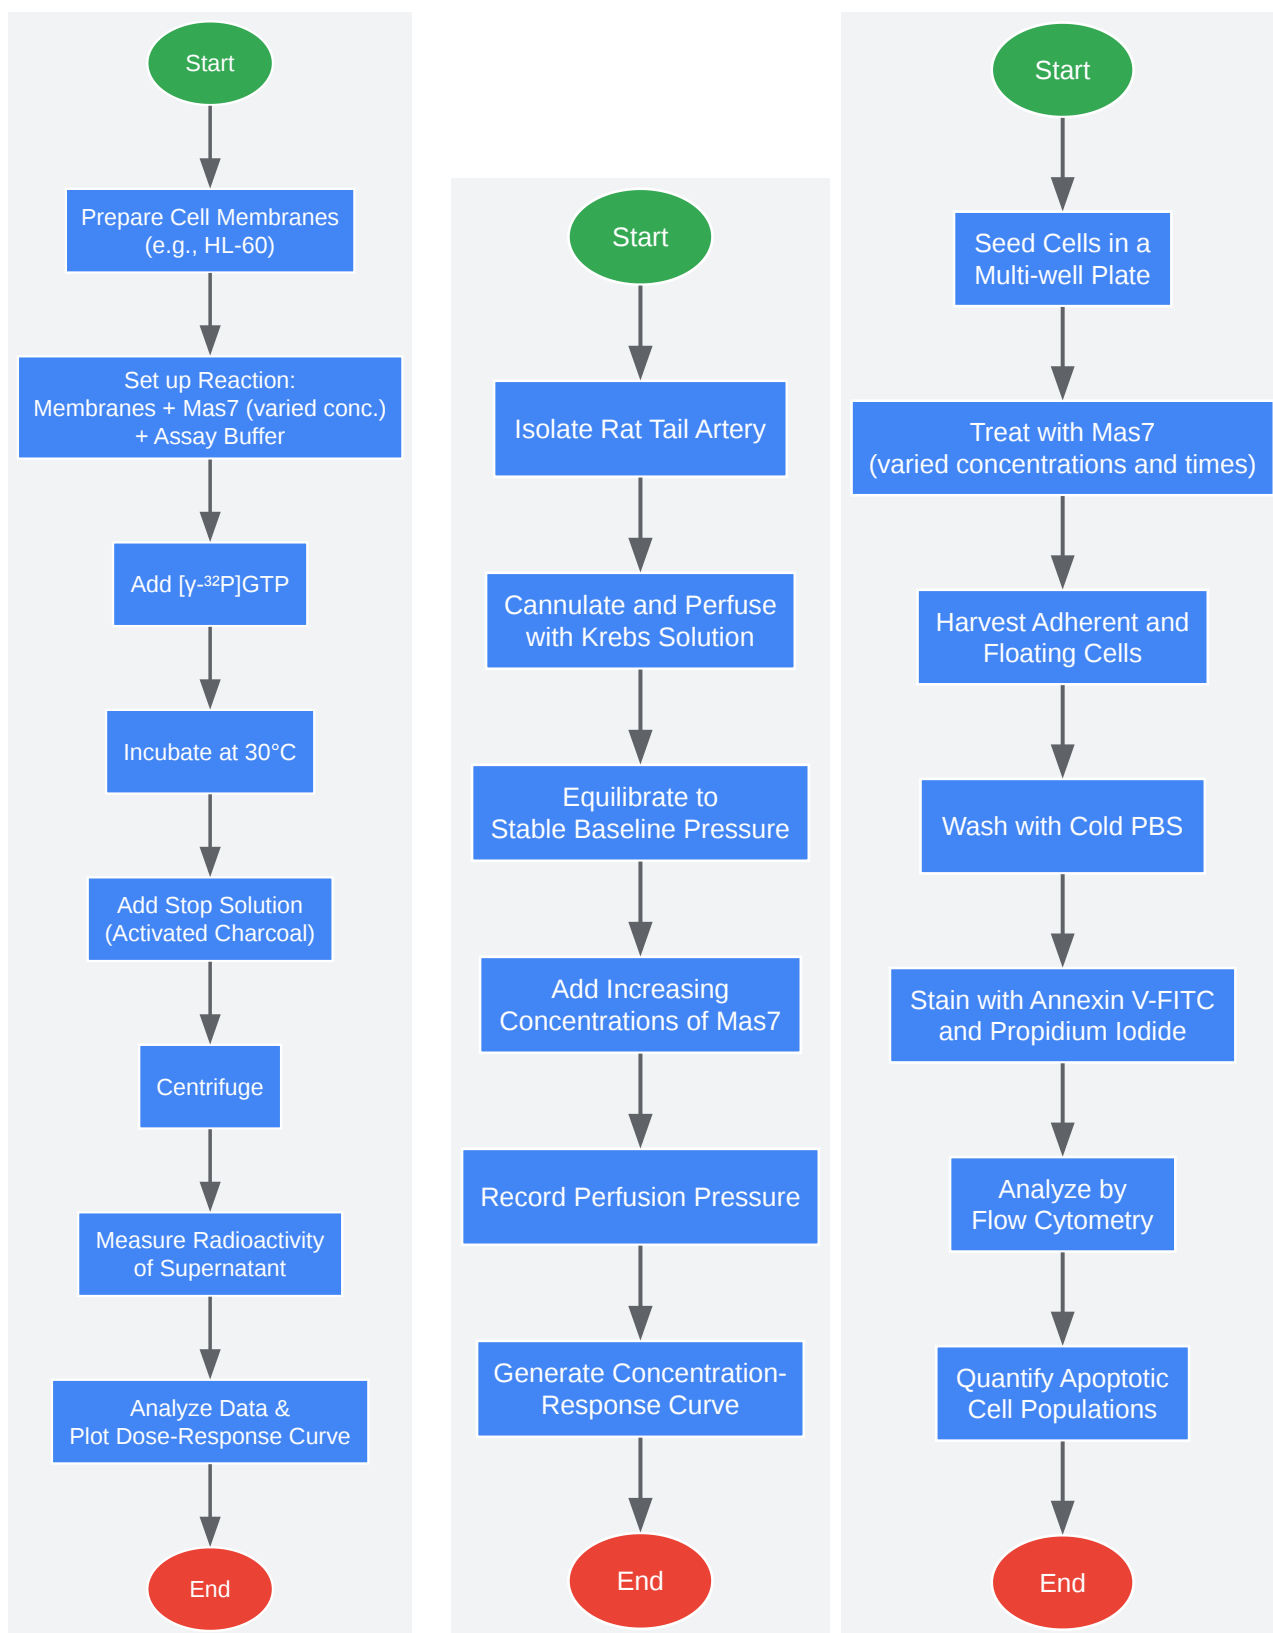 Start
Prepare Cell Membranes
(e.g., HL-60)
Set up Reaction:
Membranes + Mas7 (varied conc.)
+ Assay Buffer
Add [γ-³²P]GTP
Incubate at 30°C
Add Stop Solution
(Activated Charcoal)
Centrifuge
Measure Radioactivity
of Supernatant
Analyze Data &
Plot Dose-Response Curve
End
Start
Isolate Rat Tail Artery
Cannulate and Perfuse
with Krebs Solution
Equilibrate to
Stable Baseline Pressure
Add Increasing
Concentrations of Mas7
Record Perfusion Pressure
Generate Concentration-
Response Curve
End
Start
Seed Cells in a
Multi-well Plate
Treat with Mas7
(varied concentrations and times)
Harvest Adherent and
Floating Cells
Wash with Cold PBS
Stain with Annexin V-FITC
and Propidium Iodide
Analyze by
Flow Cytometry
Quantify Apoptotic
Cell Populations
End